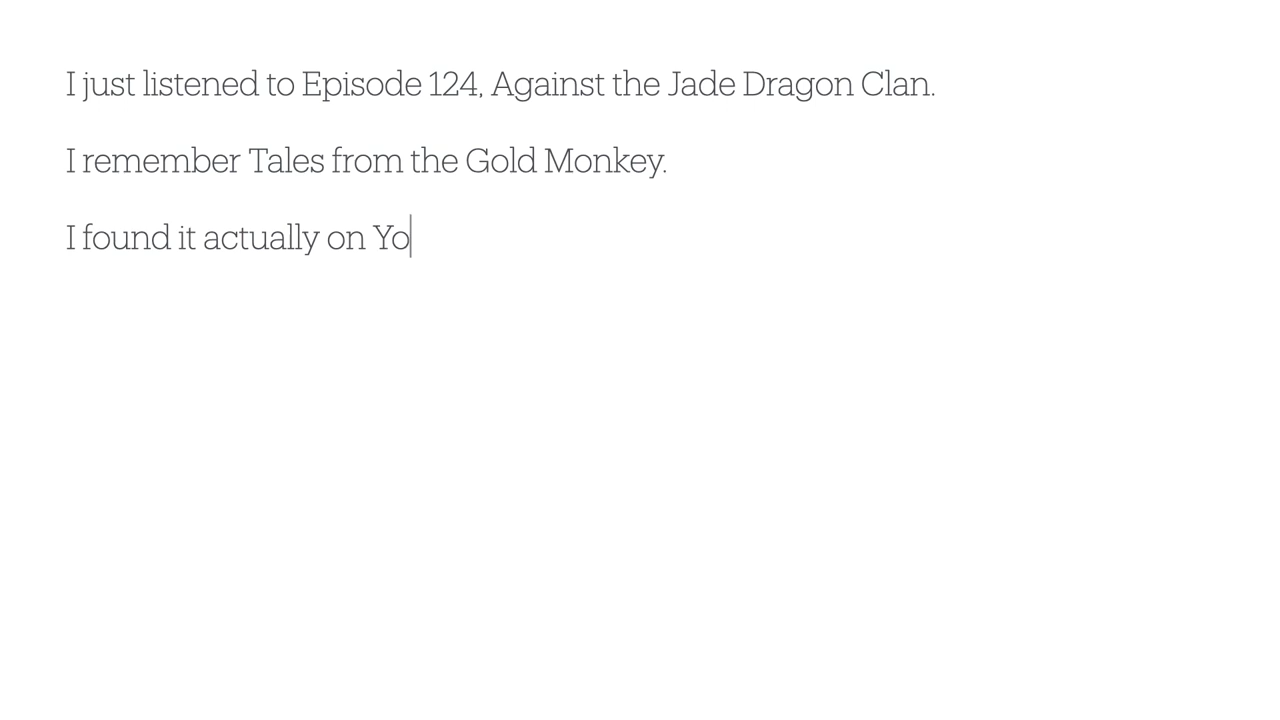 I just listened to Episode 124, Against the Jade Dragon Clan.
I remember Tales from the Gold Monkey.
I found it actually on Yo